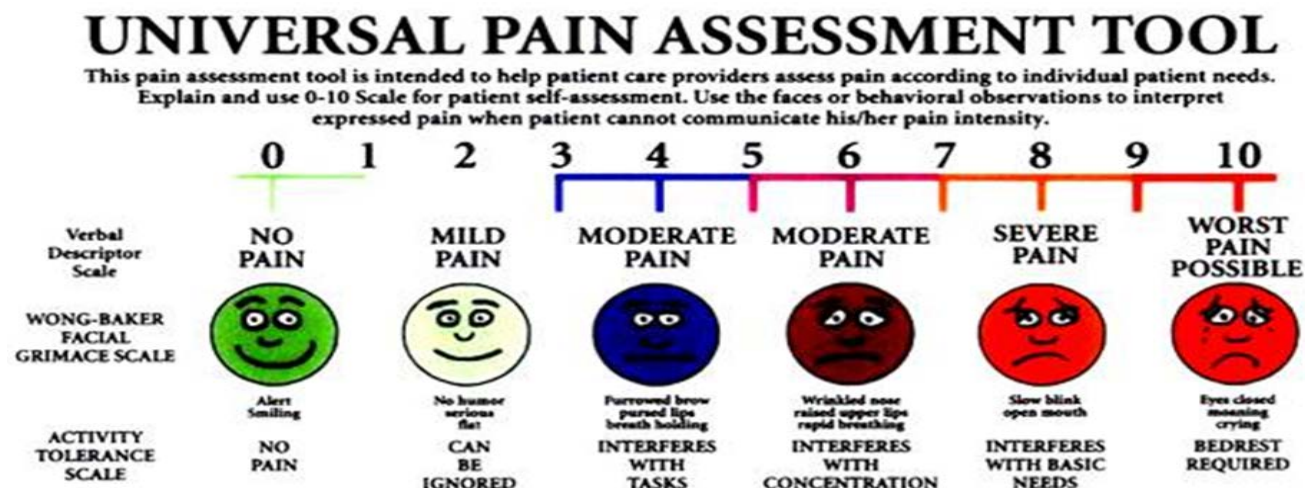 UNIVERSAL PAIN ASSESSMENT TOOL
This pain assessment tool is intended to help patient care providers assess pain according to individual patient needs.
Explain and use 0-10 Scale for patient self-assessment. Use the faces or behavioral observations to interpret
expressed pain when patient cannot communicate his/her pain intensity.
0 1 2 3 4 5 6 7 8 9 10
Verbal
Descriptor
Scale
NO
PAIN
MILD
PAIN
MODERATE
PAIN
MODERATE
PAIN
SEVERE
PAIN
WORST
PAIN
POSSIBLE
WONG-BAKER
FACIAL
GRIMACE SCALE
Alert
Smiling
No humor
serious
flat
Furrowed brow
pursed lips
breath holding
Wrinkled nose
raised upper lips
rapid breathing
Slow blink
open mouth
Eyes closed
moaning
crying
ACTIVITY
TOLERANCE
SCALE
NO
PAIN
CAN
BE
IGNORED
INTERFERES
WITH
TASKS
INTERFERES
WITH
CONCENTRATION
INTERFERES
WITH BASIC
NEEDS
BEDREST
REQUIRED